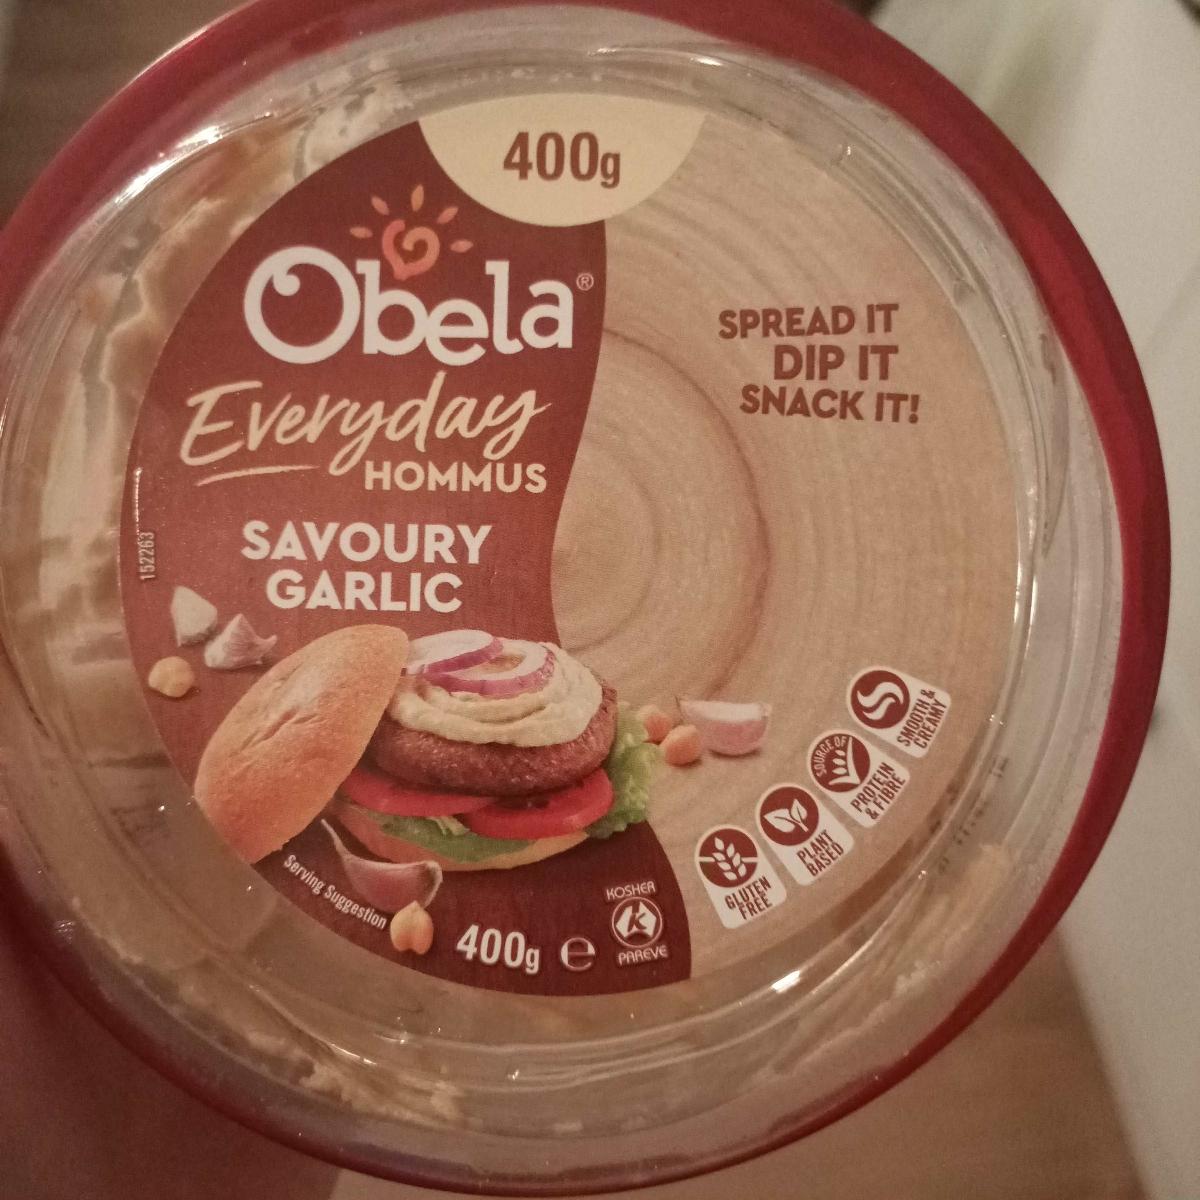 400g
Obela®
Everyday
HOMMUS
SAVOURY
GARLIC
SPREAD IT
DIP IT
SNACK IT!
152263
SMOOTH &
CREAMY
SOURCE OF
PROTEIN
& FIBRE
PLANT
BASED
GLUTEN
FREE
Serving Suggestion
400g e
KOSHER
K
PAREVE